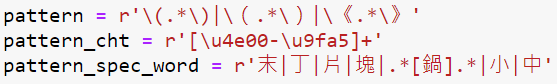 pattern = r'\(.*\)|\（.*\）|\《.*\》'
pattern_cht = r'[\u4e00-\u9fa5]+'
pattern_spec_word = r'末|丁|片|塊|.*[鍋].*|小|中'